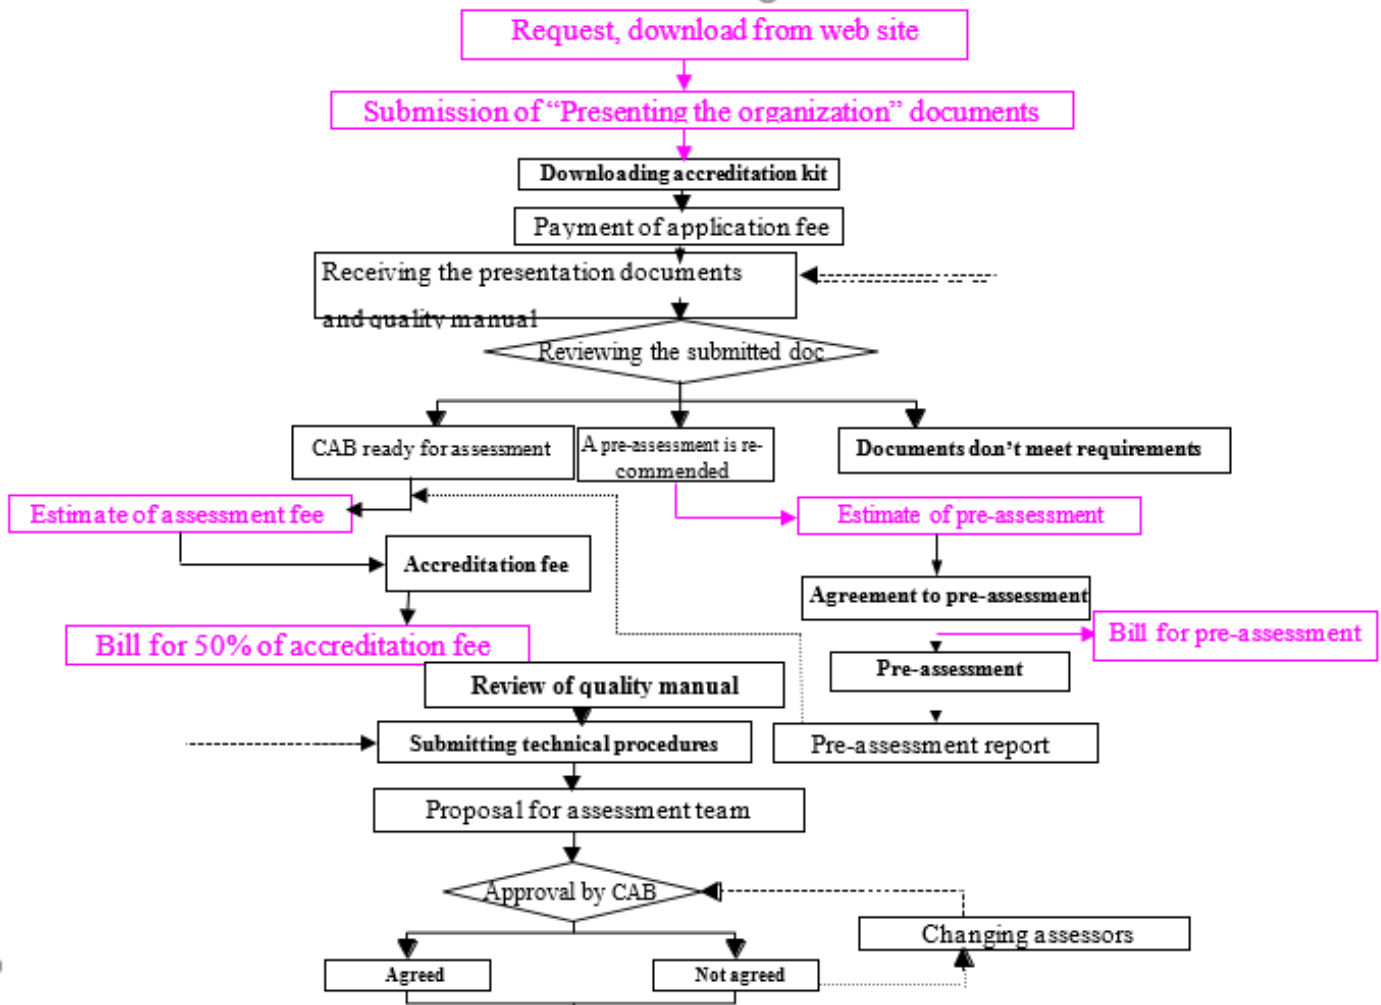 Request, download from web site
Submission of “Presenting the organization” documents
Downloading accreditation kit
Payment of application fee
Receiving the presentation documents
and quality manual
Reviewing the submitted doc
CAB ready for assessment
A pre-assessment is re-
commended
Documents don’t meet requirements
Estimate of assessment fee
Estimate of pre-assessment
Accreditation fee
Agreement to pre-assessment
Bill for 50% of accreditation fee
Bill for pre-assessment
Review of quality manual
Pre-assessment
Submitting technical procedures
Pre-assessment report
Proposal for assessment team
Approval by CAB
Changing assessors
Agreed
Not agreed